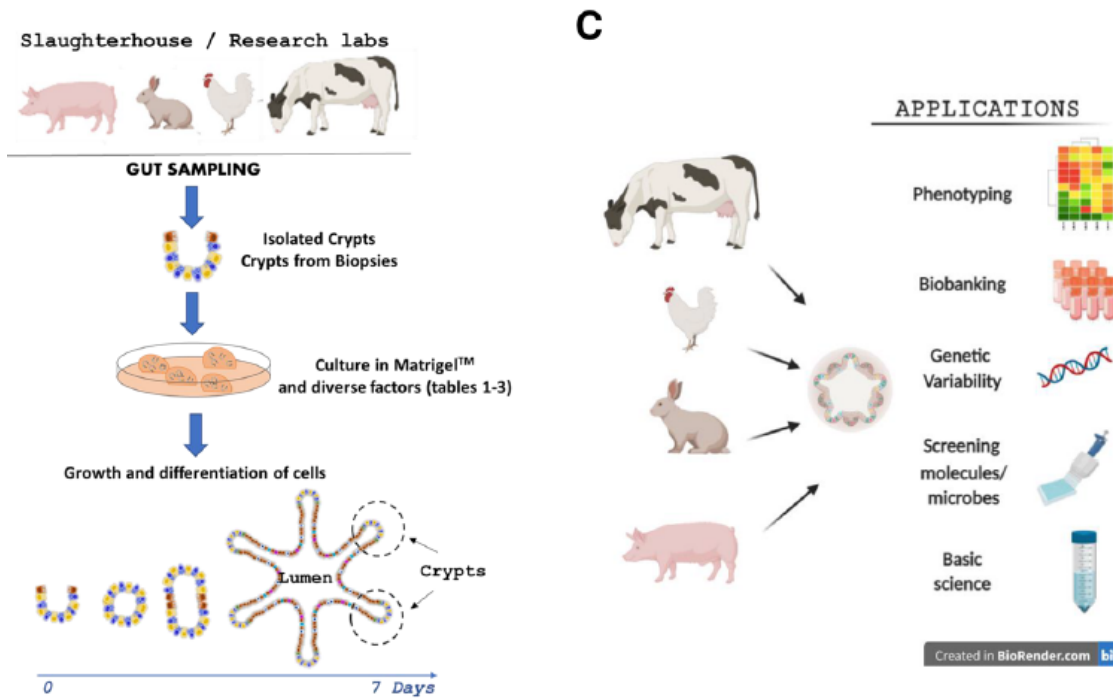 Slaughterhouse / Research labs
GUT SAMPLING
Isolated Crypts
Crypts from Biopsies
Culture in Matrigel™
and diverse factors (tables 1-3)
Growth and differentiation of cells
Lumen
Crypts
0
7 Days
C
APPLICATIONS
Phenotyping
Biobanking
Genetic
Variability
Screening
molecules/
microbes
Basic
science
Created in BioRender.com
bi